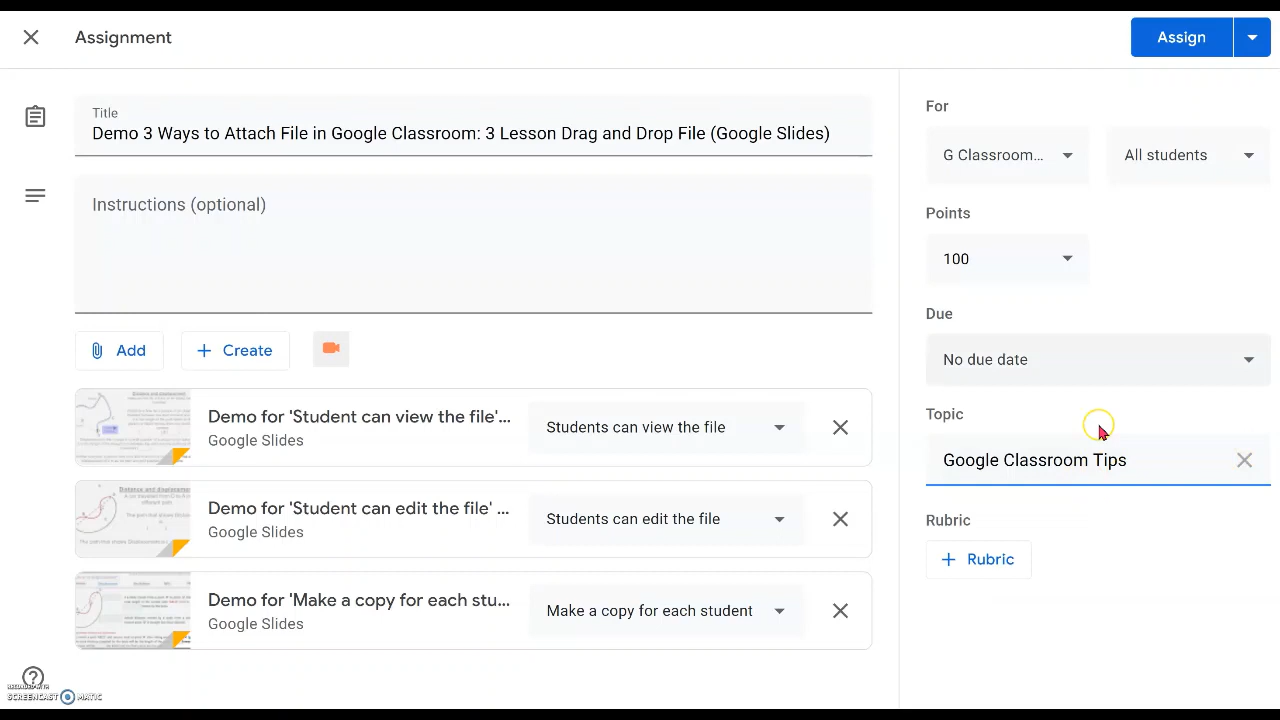 Assignment
Assign
Title
Demo 3 Ways to Attach File in Google Classroom: 3 Lesson Drag and Drop File (Google Slides)
Instructions (optional)
Add
Create
Demo for 'Student can view the file'...
Google Slides
Students can view the file
Demo for 'Student can edit the file' ...
Google Slides
Students can edit the file
Demo for 'Make a copy for each stu...
Google Slides
Make a copy for each student
For
G Classroom...
All students
Points
100
Due
No due date
Topic
Google Classroom Tips
Rubric
Rubric
RECORDED WITH
SCREENCAST MATIC